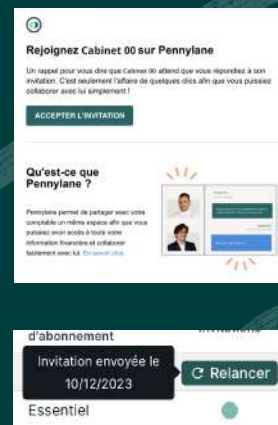 Rejoignez Cabinet 00 sur Pennylane
Un rappel pour vous dire que Cabinet 00 attend que vous répondiez à son
invitation. C'est seulement l'affaire de quelques clics afin que vous puissiez
collaborer avec lui simplement !
ACCEPTER L'INVITATION
Qu'est-ce que
Pennylane ?
Pennylane permet de partager avec votre
comptable un même espace afin que vous
puissiez avoir accès à toute votre
information financière et collaborer
facilement avec lui. En savoir plus.
d'abonnement
Invitation envoyée le
10/12/2023
Relancer
Essentiel